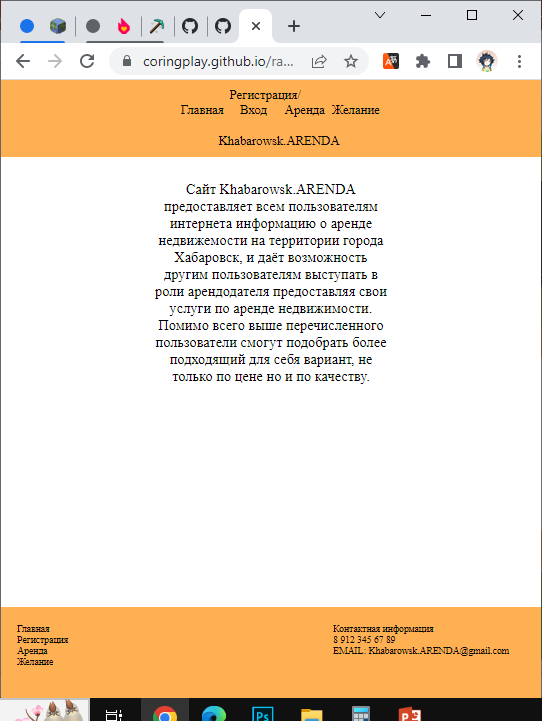 coringplay.github.io/ra...
Регистрация/
Главная Вход Аренда Желание
Khabarowsk.ARENDA
Сайт Khabarowsk.ARENDA
предоставляет всем пользователям
интернета информацию о аренде
недвижемости на территории города
Хабаровск, и даёт возможность
другим пользователям выступать в
роли арендодателя предоставляя свои
услуги по аренде недвижимости.
Помимо всего выше перечисленного
пользователи смогут подобрать более
подходящий для себя вариант, не
только по цене но и по качеству.
Главная
Регистрация
Аренда
Желание
Контактная информация
8 912 345 67 89
EMAIL: Khabarowsk.ARENDA@gmail.com
Ps